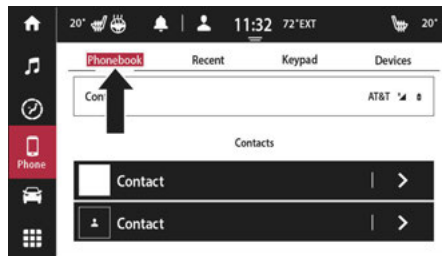 20° 11:32 72°EXT 20°
Phonebook Recent Keypad Devices
Con AT&T
Contacts
Phone
Contact
Contact